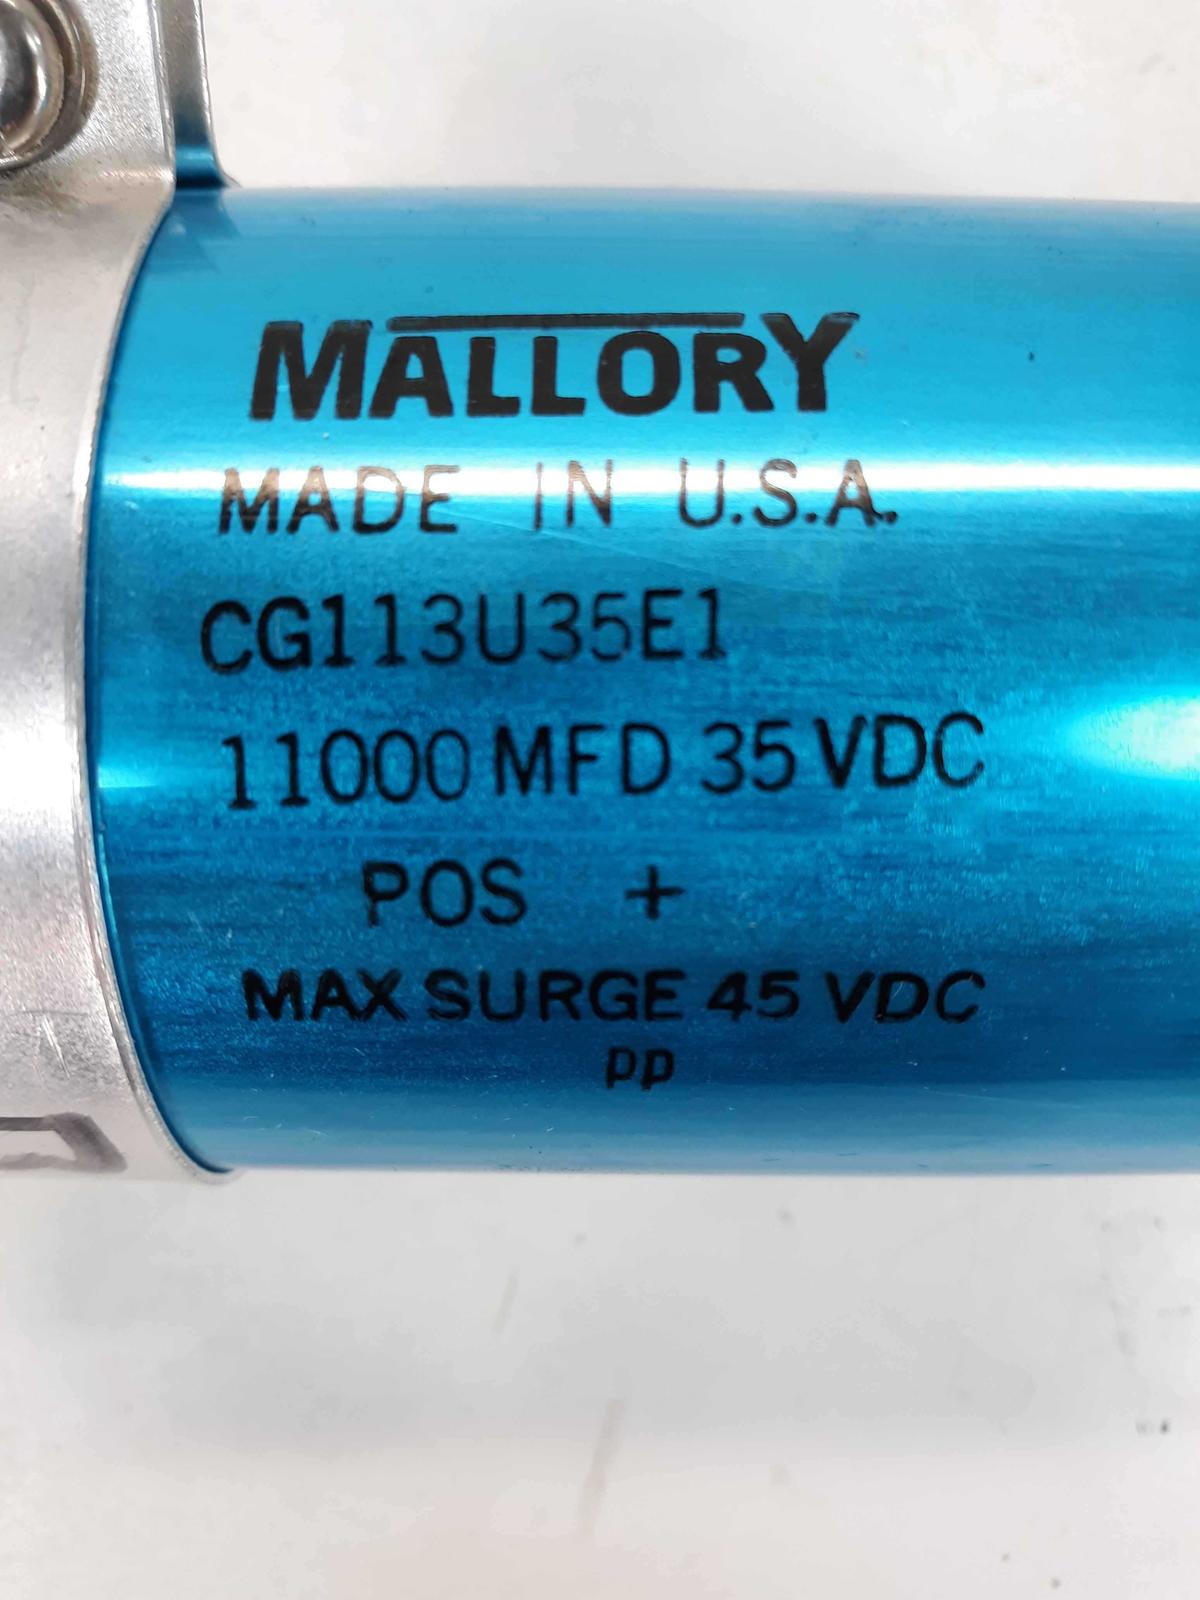 MALLORY
MADE IN U.S.A.
CG113U35E1
11000 MFD 35 VDC
POS +
MAX SURGE 45 VDC
pp